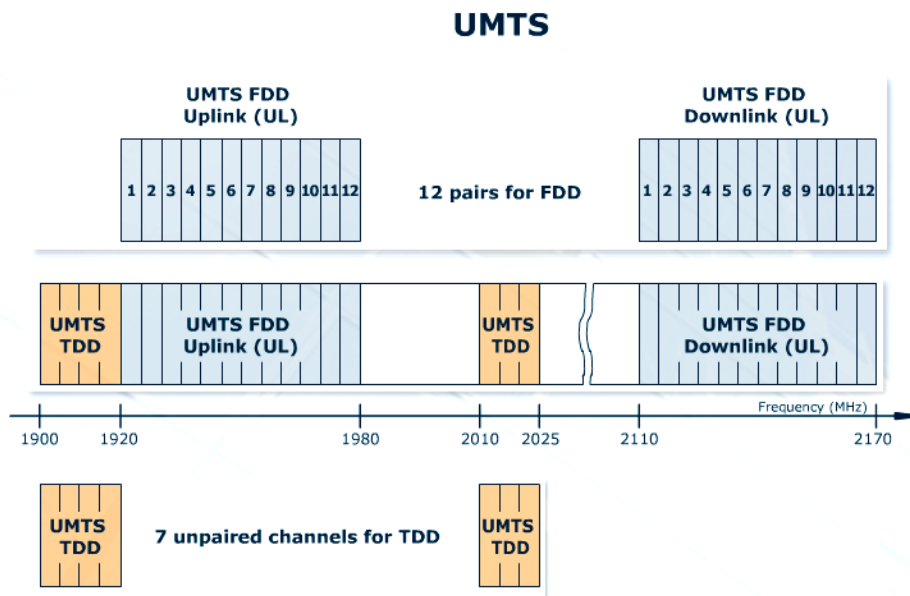 UMTS
UMTS FDD
Uplink (UL)
UMTS FDD
Downlink (UL)
1 2 3 4 5 6 7 8 9 10 11 12
12 pairs for FDD
1 2 3 4 5 6 7 8 9 10 11 12
UMTS
TDD
UMTS FDD
Uplink (UL)
UMTS
TDD
UMTS FDD
Downlink (UL)
Frequency (MHz)
1900 1920 1980 2010 2025 2110 2170
UMTS
TDD
7 unpaired channels for TDD
UMTS
TDD